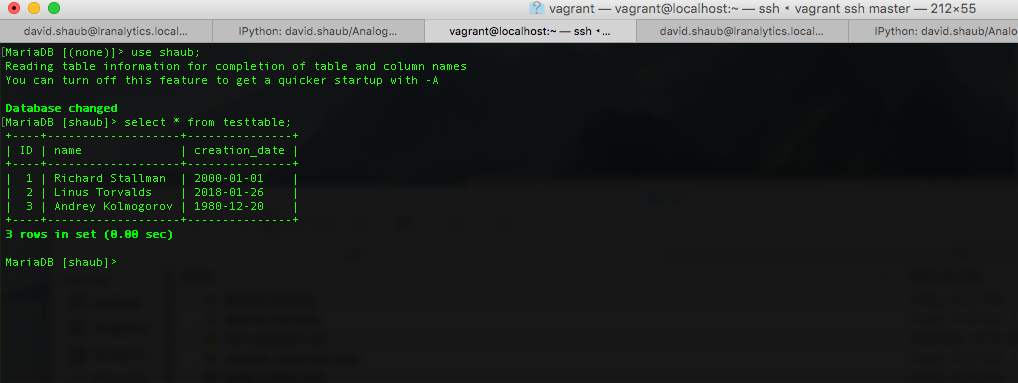 vagrant — vagrant@localhost:~ — ssh ◂ vagrant ssh master — 212×55
david.shaub@lranalytics.local... IPython: david.shaub/Analog... vagrant@localhost:~ — ssh ◂... david.shaub@lranalytics.local... IPython: david.shaub/Analo
[MariaDB [(none)]> use shaub;
Reading table information for completion of table and column names
You can turn off this feature to get a quicker startup with -A
Database changed
[MariaDB [shaub]> select * from testtable;
+----+-------------------+---------------+
| ID | name              | creation_date |
+----+-------------------+---------------+
|  1 | Richard Stallman  | 2000-01-01    |
|  2 | Linus Torvalds    | 2018-01-26    |
|  3 | Andrey Kolmogorov | 1980-12-20    |
+----+-------------------+---------------+
3 rows in set (0.00 sec)
MariaDB [shaub]>